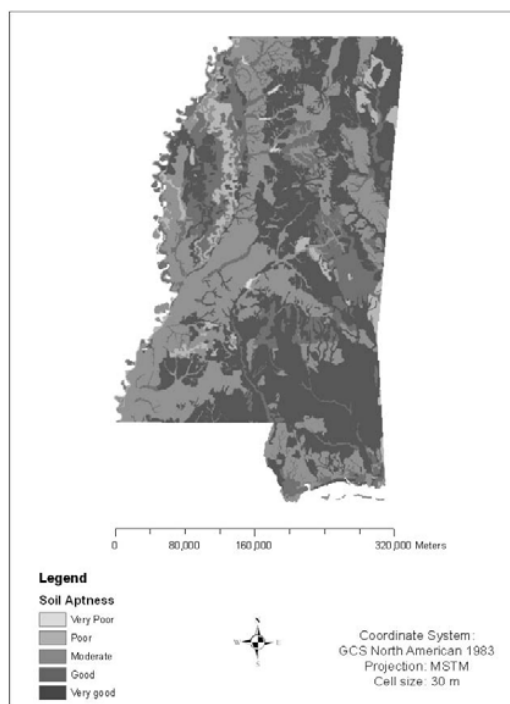 0 80,000 160,000 320,000 Meters
Legend
Soil Aptness
Very Poor
Poor
Moderate
Good
Very good
N
W E
S
Coordinate System:
GCS North American 1983
Projection: MSTM
Cell size: 30 m